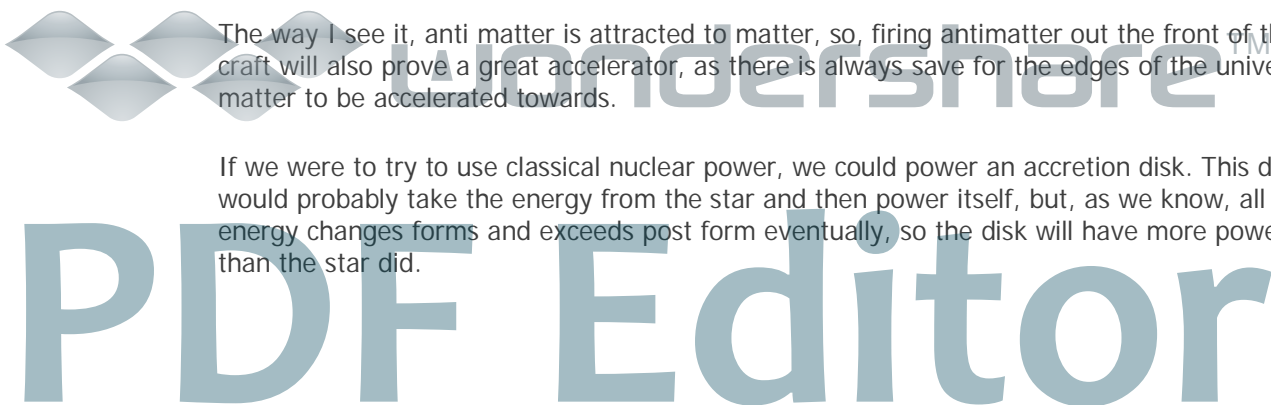 The way I see it, anti matter is attracted to matter, so, firing antimatter out the front of th
craft will also prove a great accelerator, as there is always save for the edges of the unive
matter to be accelerated towards.
If we were to try to use classical nuclear power, we could power an accretion disk. This d
would probably take the energy from the star and then power itself, but, as we know, all
energy changes forms and exceeds post form eventually, so the disk will have more powe
than the star did.
wondershare™
PDF Editor